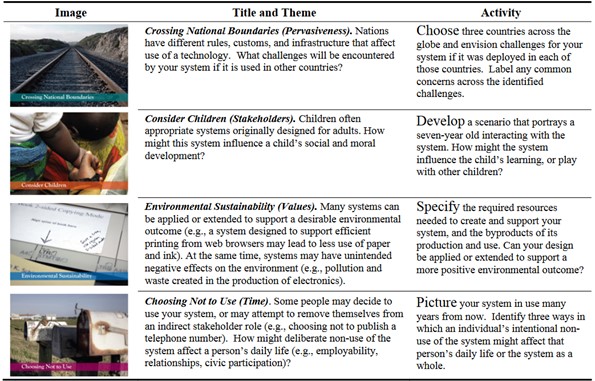 Image
Title and Theme
Activity
Crossing National Boundaries
Crossing National Boundaries (Pervasiveness). Nations
have different rules, customs, and infrastructure that affect
use of a technology. What challenges will be encountered
by your system if it is used in other countries?
Choose three countries across the
globe and envision challenges for your
system if it was deployed in each of
those countries. Label any common
concerns across the identified
challenges.
Consider Children
Consider Children (Stakeholders). Children often
appropriate systems originally designed for adults. How
might this system influence a child's social and moral
development?
Develop a scenario that portrays a
seven-year old interacting with the
system. How might the system
influence the child's learning, or play
with other children?
Environmental Sustainability
Environmental Sustainability (Values). Many systems can
be applied or extended to support a desirable environmental
outcome (e.g., a system designed to support efficient
printing from web browsers may lead to less use of paper
and ink). At the same time, systems may have unintended
negative effects on the environment (e.g., pollution and
waste created in the production of electronics).
Specify the required resources
needed to create and support your
system, and the byproducts of its
production and use. Can your design
be applied or extended to support a
more positive environmental outcome?
Choosing Not to Use
Choosing Not to Use (Time). Some people may decide to
use your system, or may attempt to remove themselves from
an indirect stakeholder role (e.g., choosing not to publish a
telephone number). How might deliberate non-use of the
system affect a person's daily life (e.g., employability,
relationships, civic participation)?
Picture your system in use many
years from now. Identify three ways in
which an individual's intentional non-
use of the system might affect that
person's daily life or the system as a
whole.